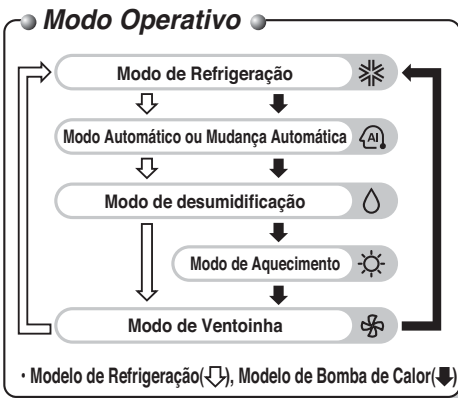 Modo Operativo
Modo de Refrigeração
Modo Automático ou Mudança Automática
AI
Modo de desumidificação
Modo de Aquecimento
Modo de Ventoinha
· Modelo de Refrigeração(⇩), Modelo de Bomba de Calor(🡇)